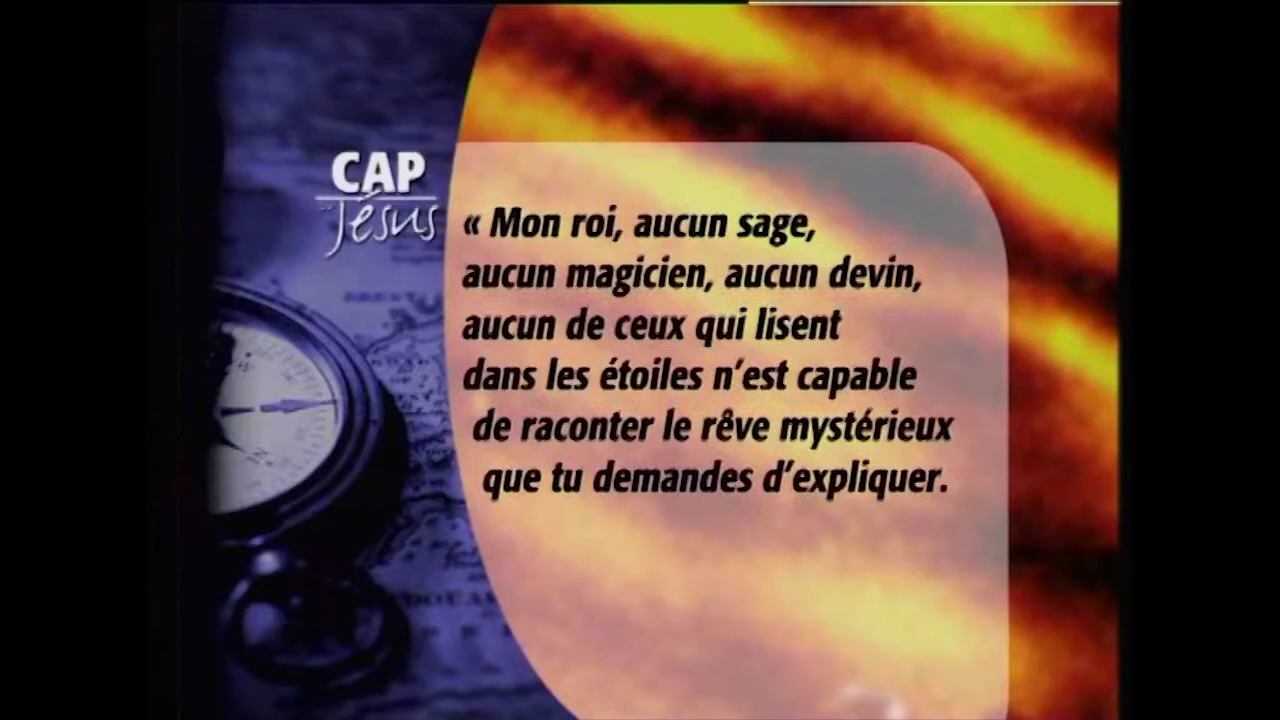 CAP
Jésus
« Mon roi, aucun sage,
aucun magicien, aucun devin,
aucun de ceux qui lisent
dans les étoiles n’est capable
de raconter le rêve mystérieux
que tu demandes d’expliquer.